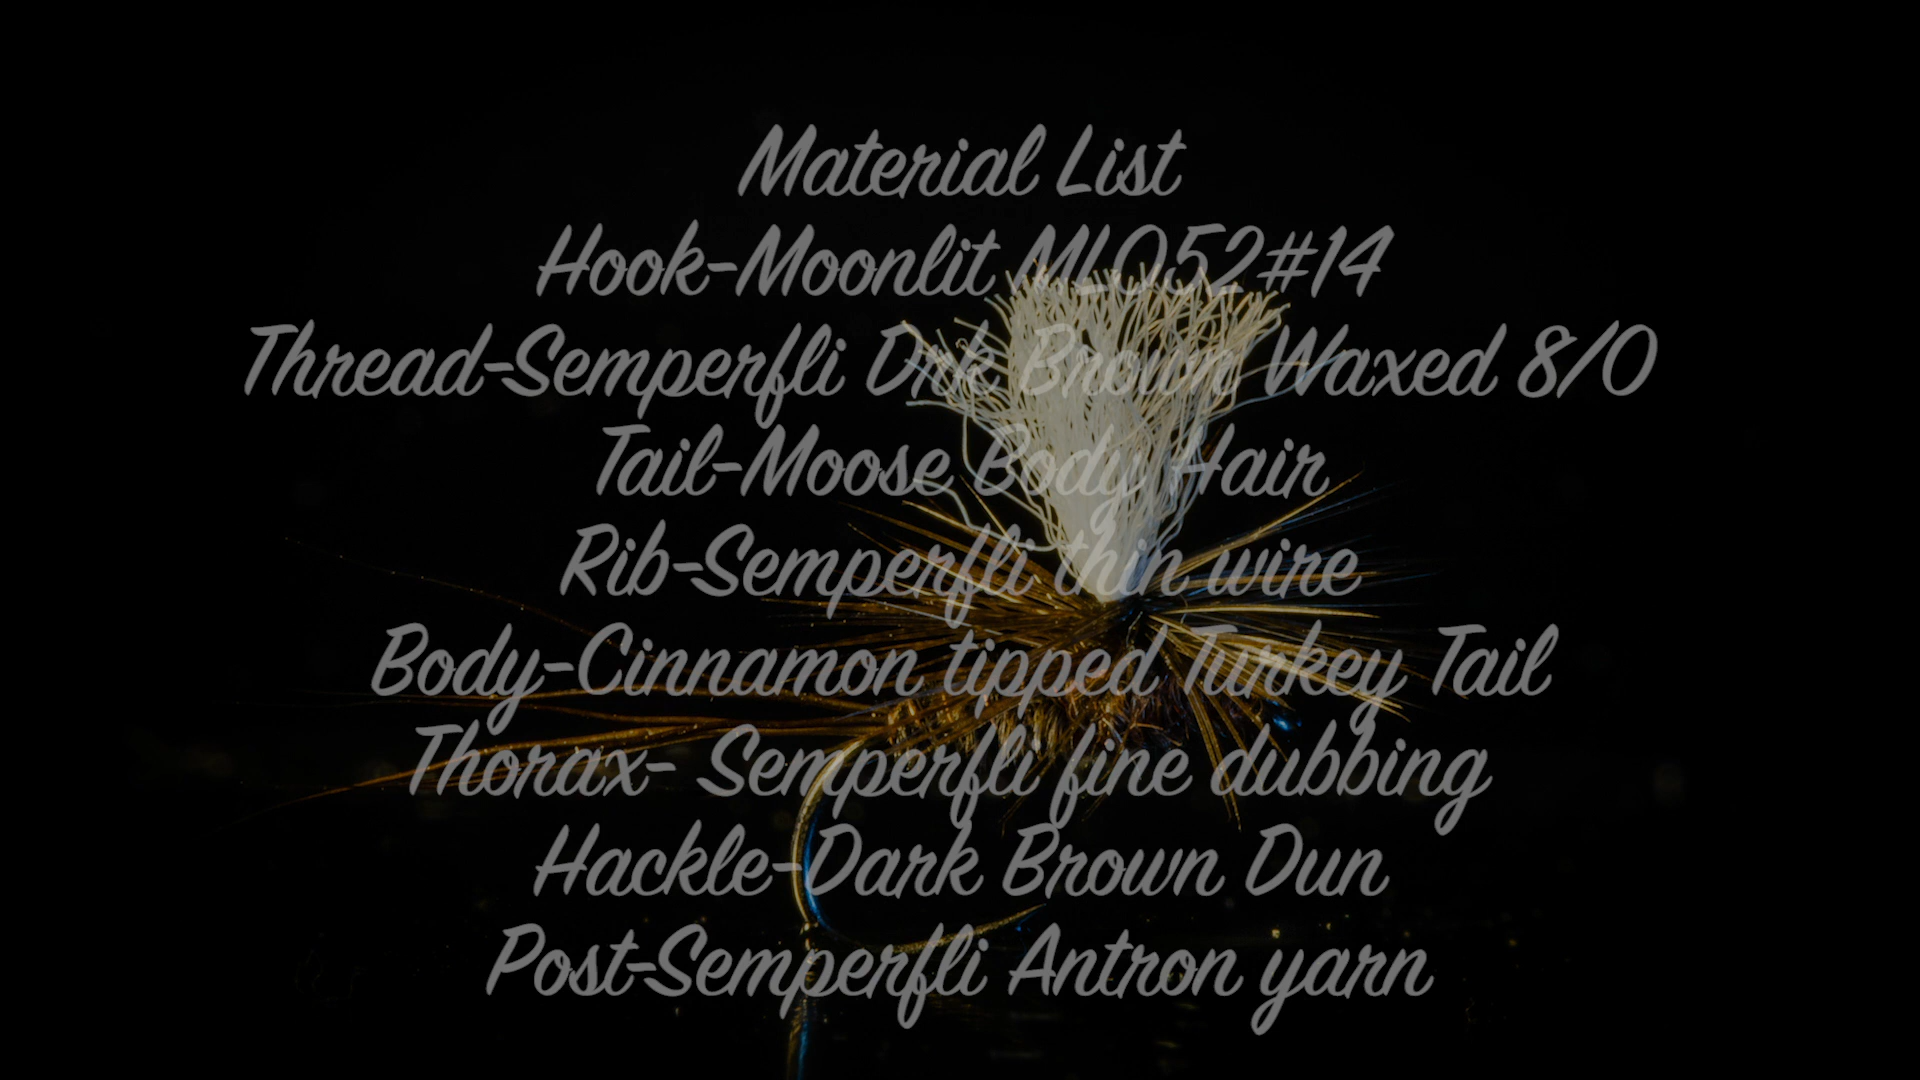 Material List
Hook-Moonlit ML052#14
Thread-Semperfli Drk Brown Waxed 8/0
Tail-Moose Body Hair
Rib-Semperfli thin wire
Body-Cinnamon tipped Turkey Tail
Thorax- Semperfli fine dubbing
Hackle-Dark Brown Dun
Post-Semperfli Antron yarn